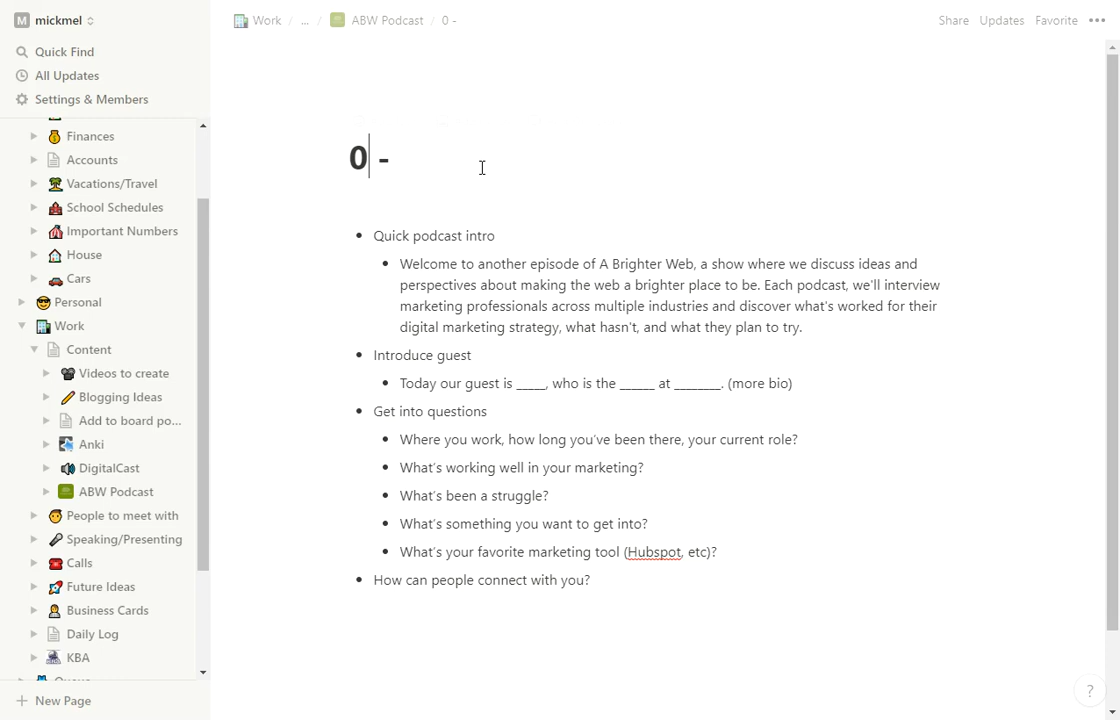 M mickmel
Work / ... / ABW Podcast / 0 -
Share Updates Favorite
Quick Find
All Updates
Settings & Members
Finances
Accounts
Vacations/Travel
School Schedules
Important Numbers
House
Cars
Personal
Work
Content
Videos to create
Blogging Ideas
Add to board po...
Anki
DigitalCast
ABW Podcast
People to meet with
Speaking/Presenting
Calls
Future Ideas
Business Cards
Daily Log
KBA
New Page
0 -
Quick podcast intro
Welcome to another episode of A Brighter Web, a show where we discuss ideas and
perspectives about making the web a brighter place to be. Each podcast, we'll interview
marketing professionals across multiple industries and discover what's worked for their
digital marketing strategy, what hasn't, and what they plan to try.
Introduce guest
Today our guest is _____, who is the ______ at ________. (more bio)
Get into questions
Where you work, how long you've been there, your current role?
What's working well in your marketing?
What's been a struggle?
What's something you want to get into?
What's your favorite marketing tool (Hubspot, etc)?
How can people connect with you?
?